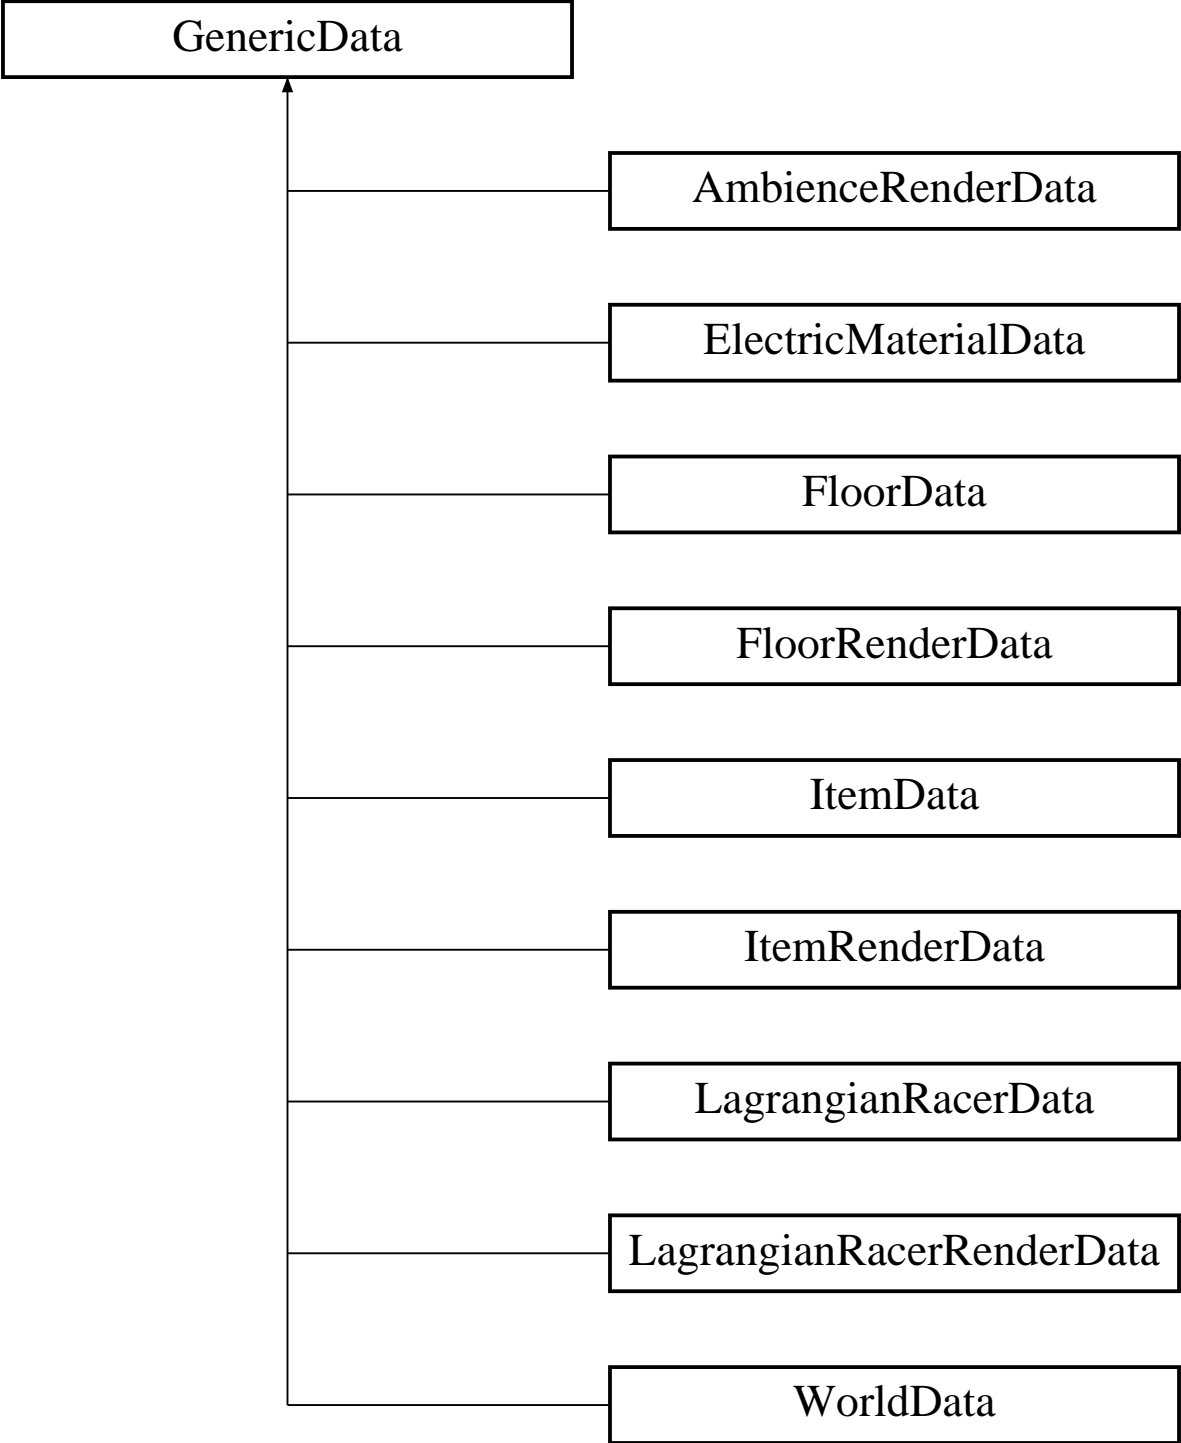 GenericData
AmbienceRenderData
ElectricMaterialData
FloorData
FloorRenderData
ItemData
ItemRenderData
LagrangianRacerData
LagrangianRacerRenderData
WorldData